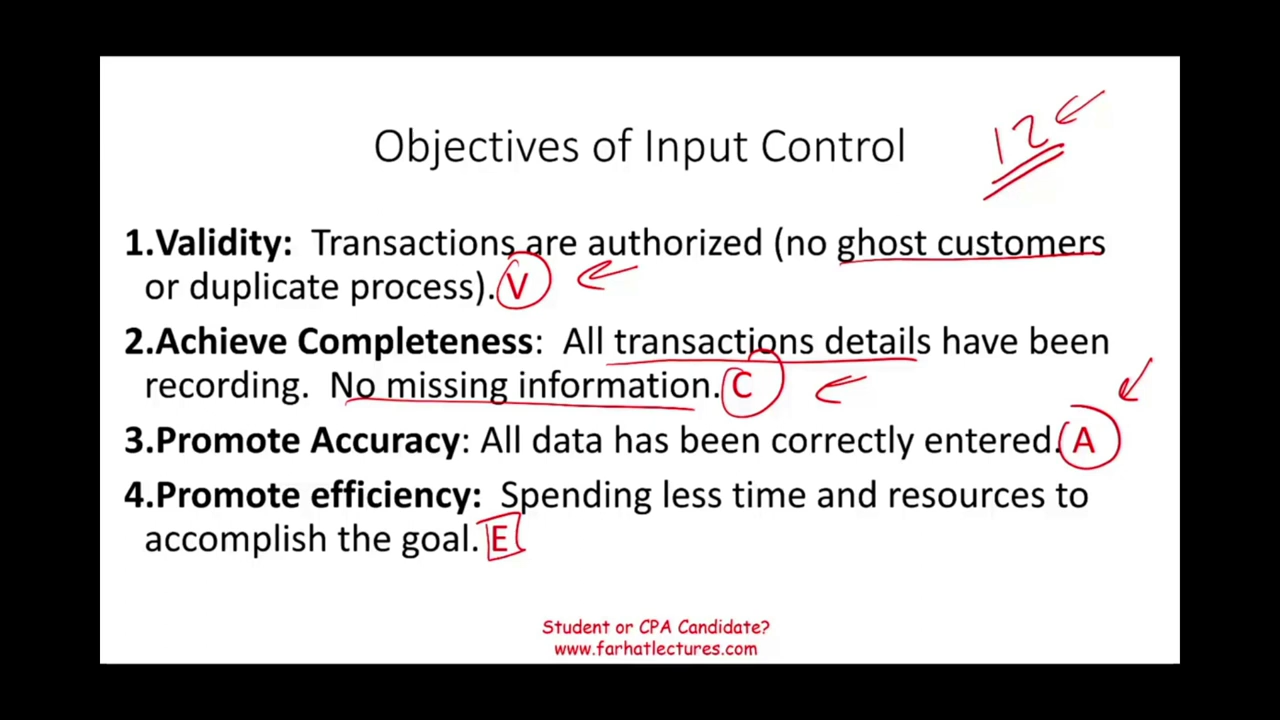 Objectives of Input Control
12
1.Validity: Transactions are authorized (no ghost customers
or duplicate process). V
2.Achieve Completeness: All transactions details have been
recording. No missing information. C
3.Promote Accuracy: All data has been correctly entered. A
4.Promote efficiency: Spending less time and resources to
accomplish the goal. E
Student or CPA Candidate?
www.farhatlectures.com